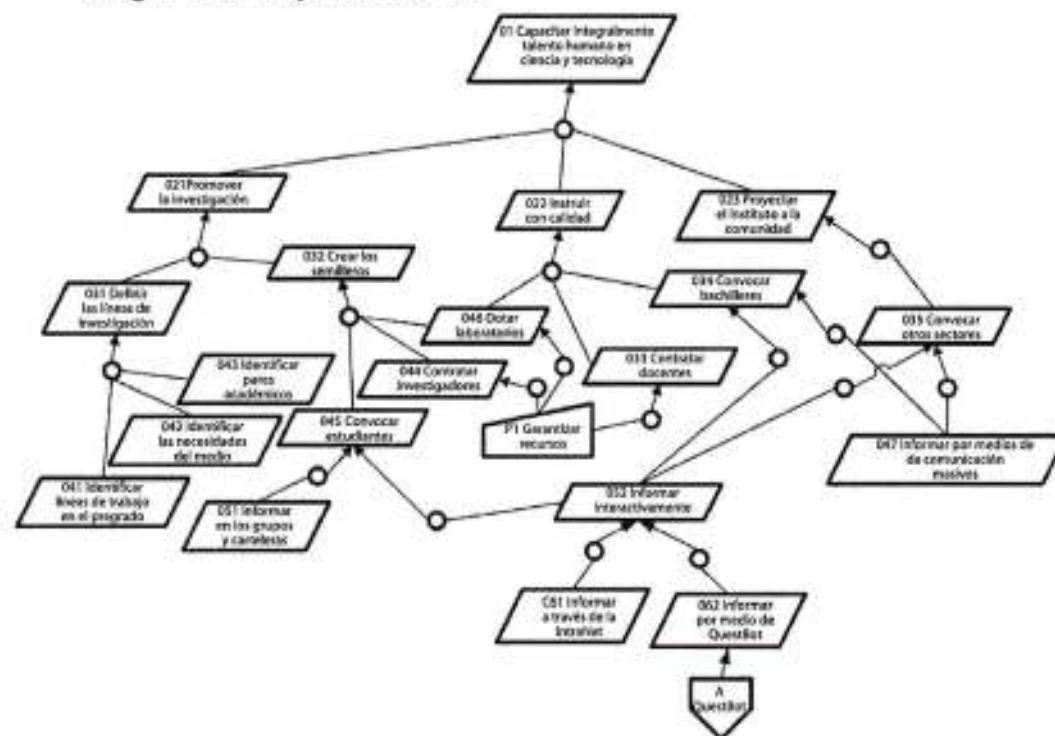 01 Capacitar Integralmente
talento humano en
ciencia y tecnología
021Promover
la investigación
022 Instruir
con calidad
023 Proyectar
el Instituto a la
comunidad
032 Crear los
semilleros
031 Definir
las líneas de
investigación
046 Dotar
laboratorios
034 Convocar
bachilleres
035 Convocar
otros sectores
043 Identificar
pares
académicos
044 Contratar
investigadores
033 Contratar
docentes
042 Identificar
las necesidades
del medio
045 Convocar
estudiantes
P1 Garantizar
recursos
047 Informar por medios de
de comunicación
masivos
041 Identificar
líneas de trabajo
en el pregrado
051 Informar
en los grupos
y carteleras
052 Informar
Interactivamente
C61 Informar
a través de la
IntraNet
062 Informar
por medio de
QuestBot
A
QuestBot